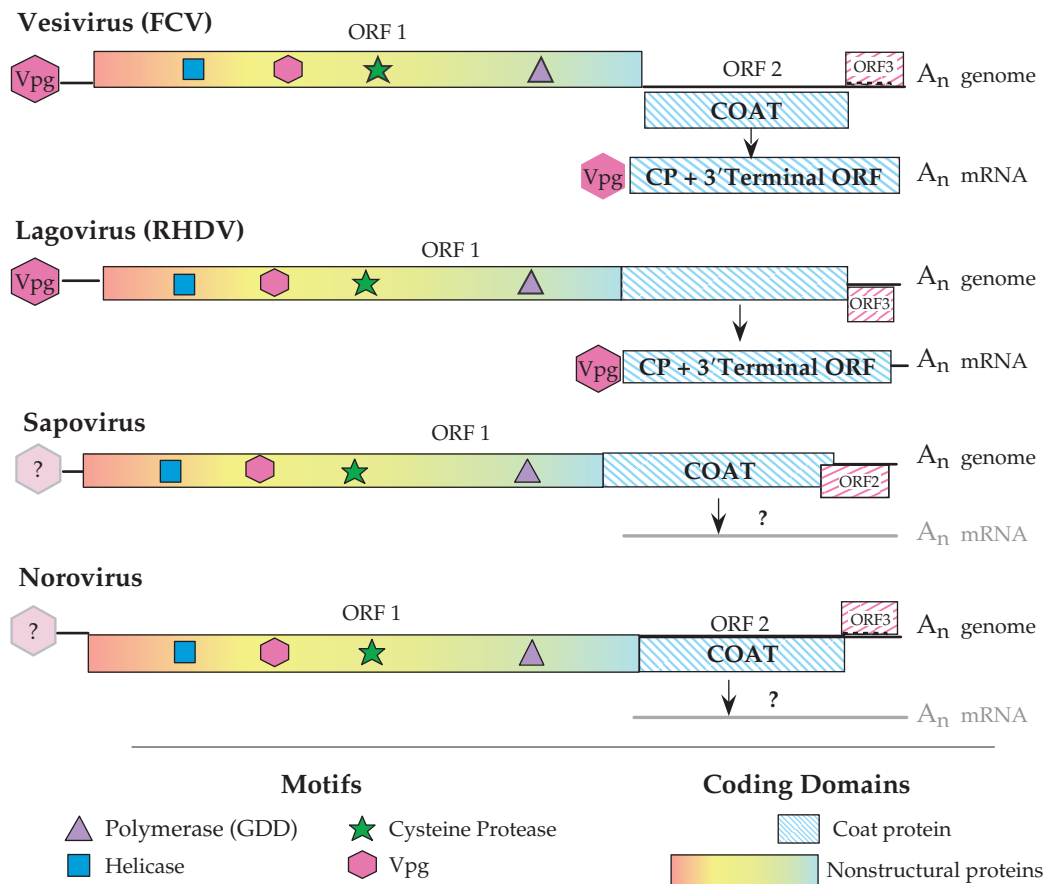 Vesivirus (FCV)
ORF 1
Vpg
ORF 2
ORF3
An genome
COAT
Vpg
CP + 3′Terminal ORF
An mRNA
Lagovirus (RHDV)
ORF 1
Vpg
An genome
ORF3
Vpg
CP + 3′Terminal ORF
An mRNA
Sapovirus
ORF 1
?
COAT
ORF2
An genome
?
An mRNA
Norovirus
ORF 1
?
ORF 2
ORF3
An genome
COAT
?
An mRNA
Motifs
Coding Domains
Polymerase (GDD)
Cysteine Protease
Coat protein
Helicase
Vpg
Nonstructural proteins